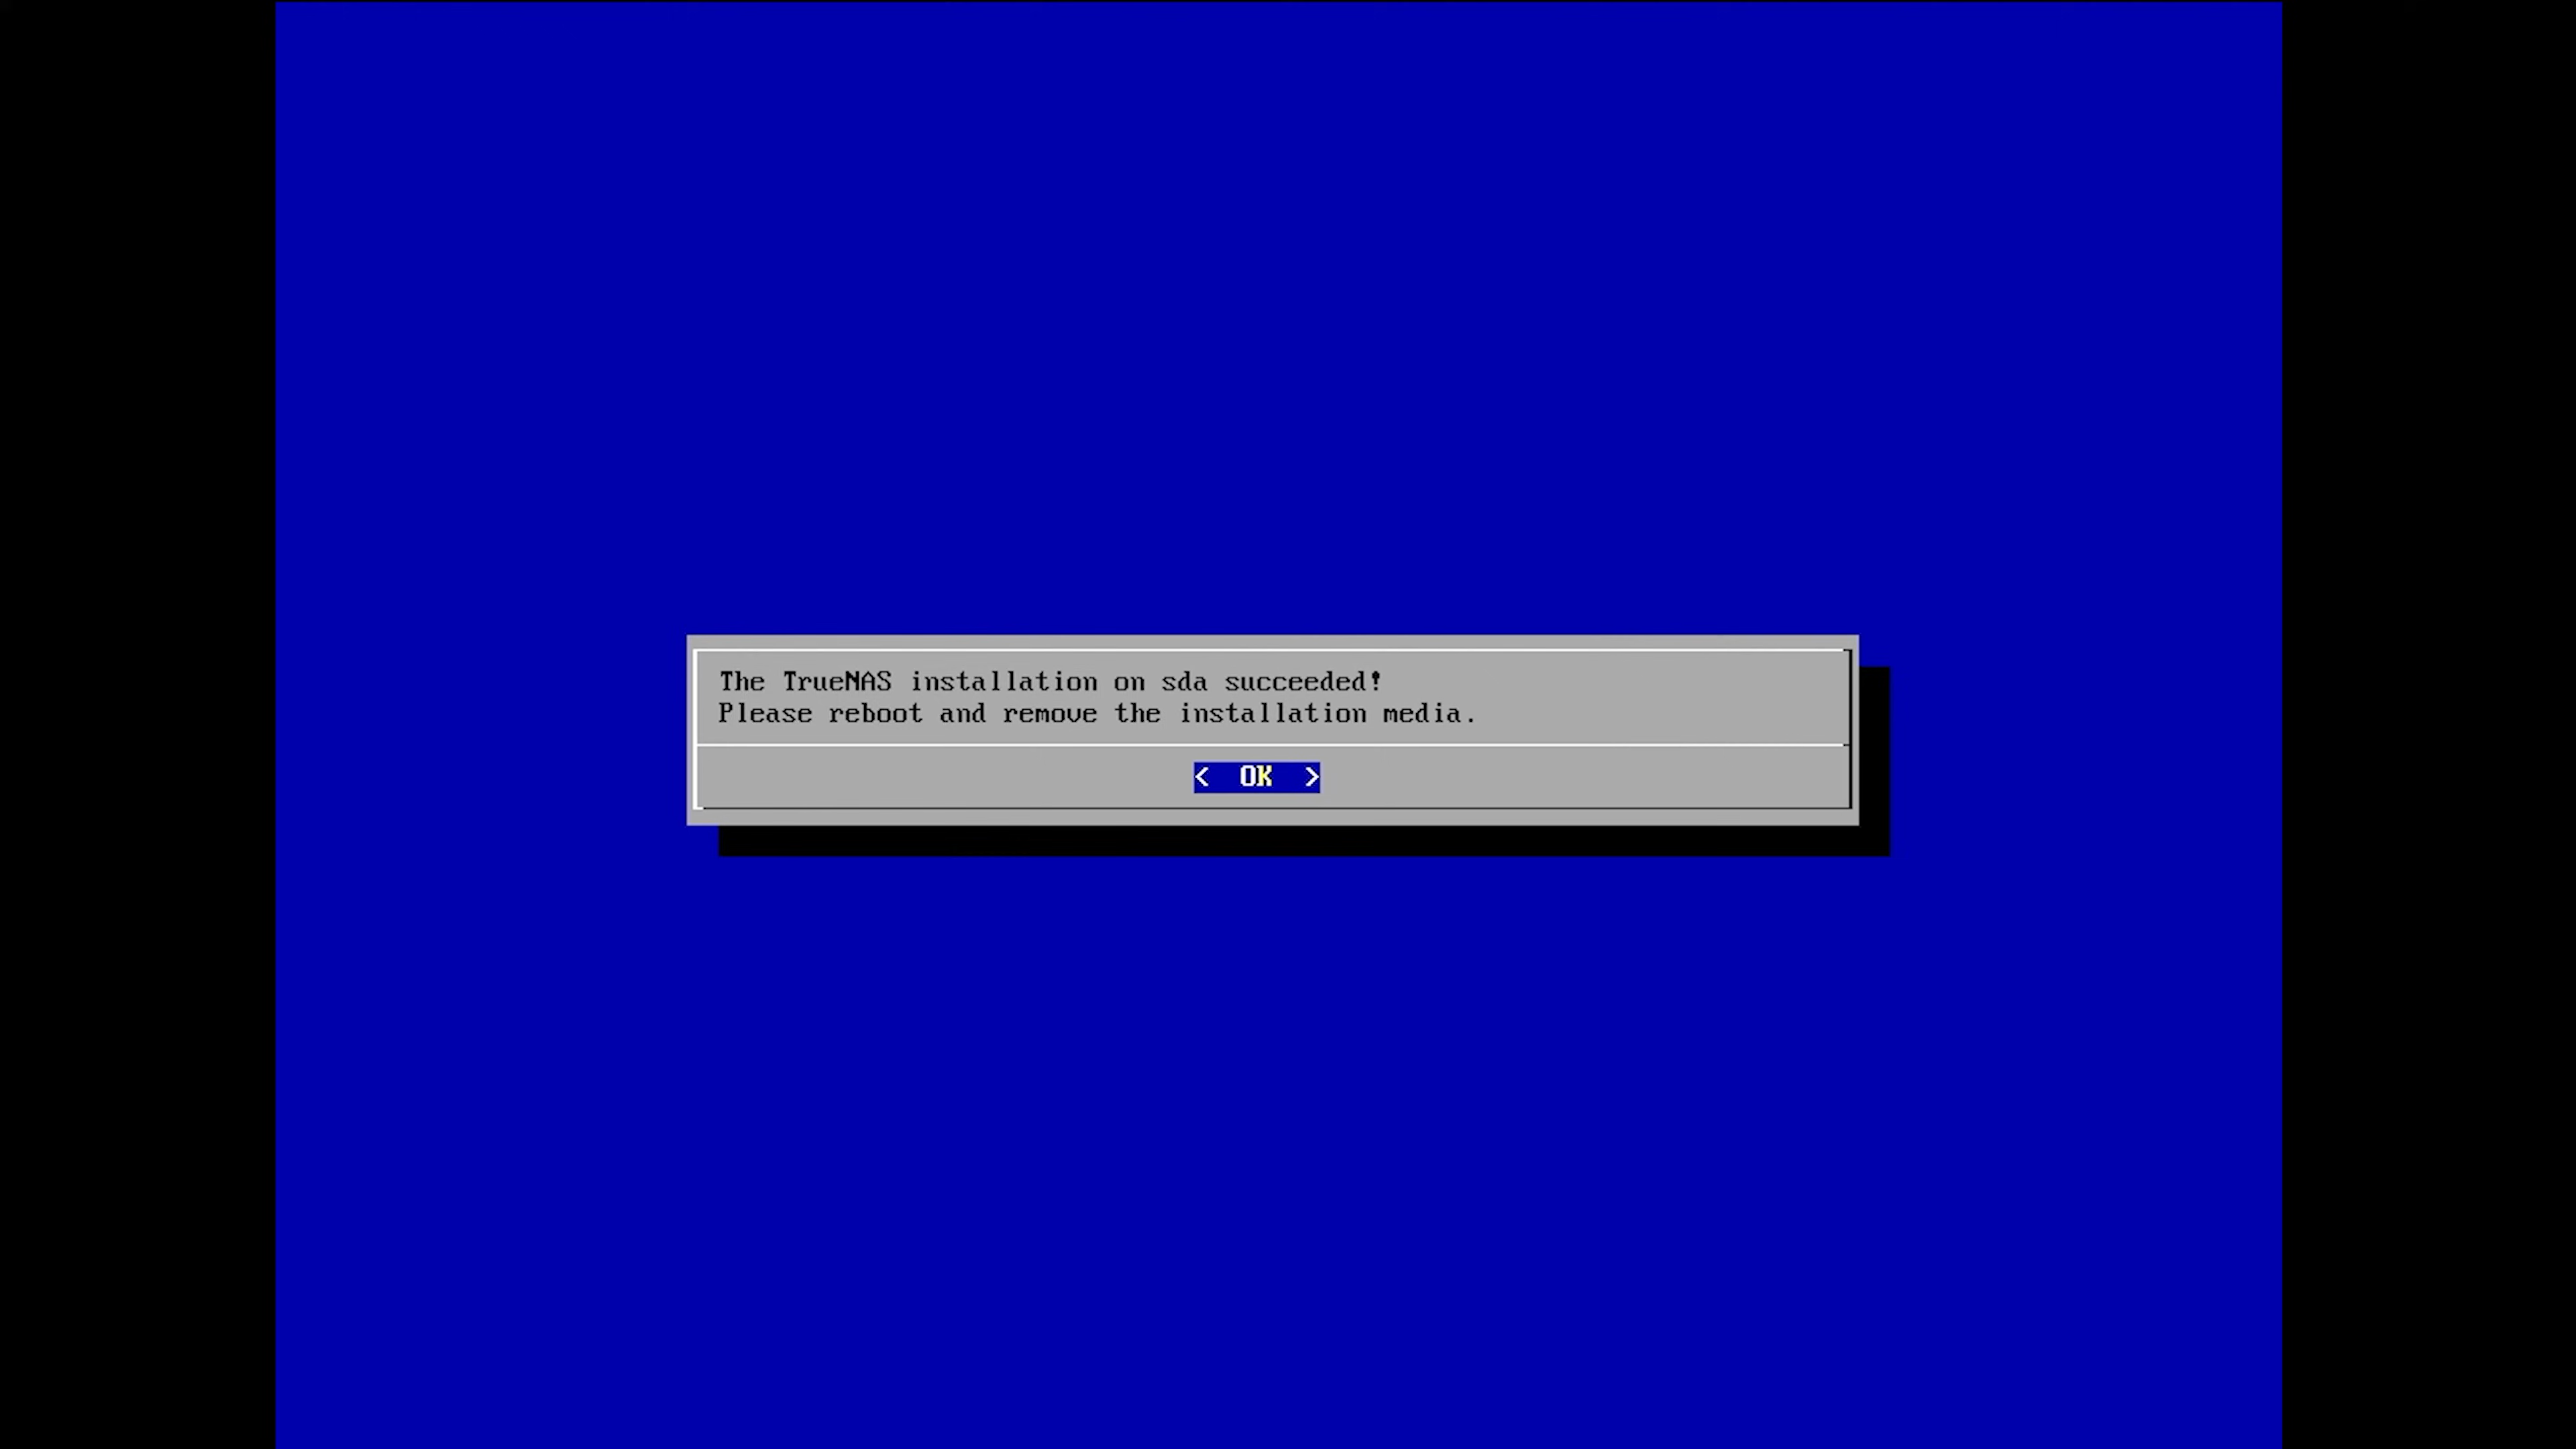 The TrueNAS installation on sda succeeded!
Please reboot and remove the installation media.
< OK >